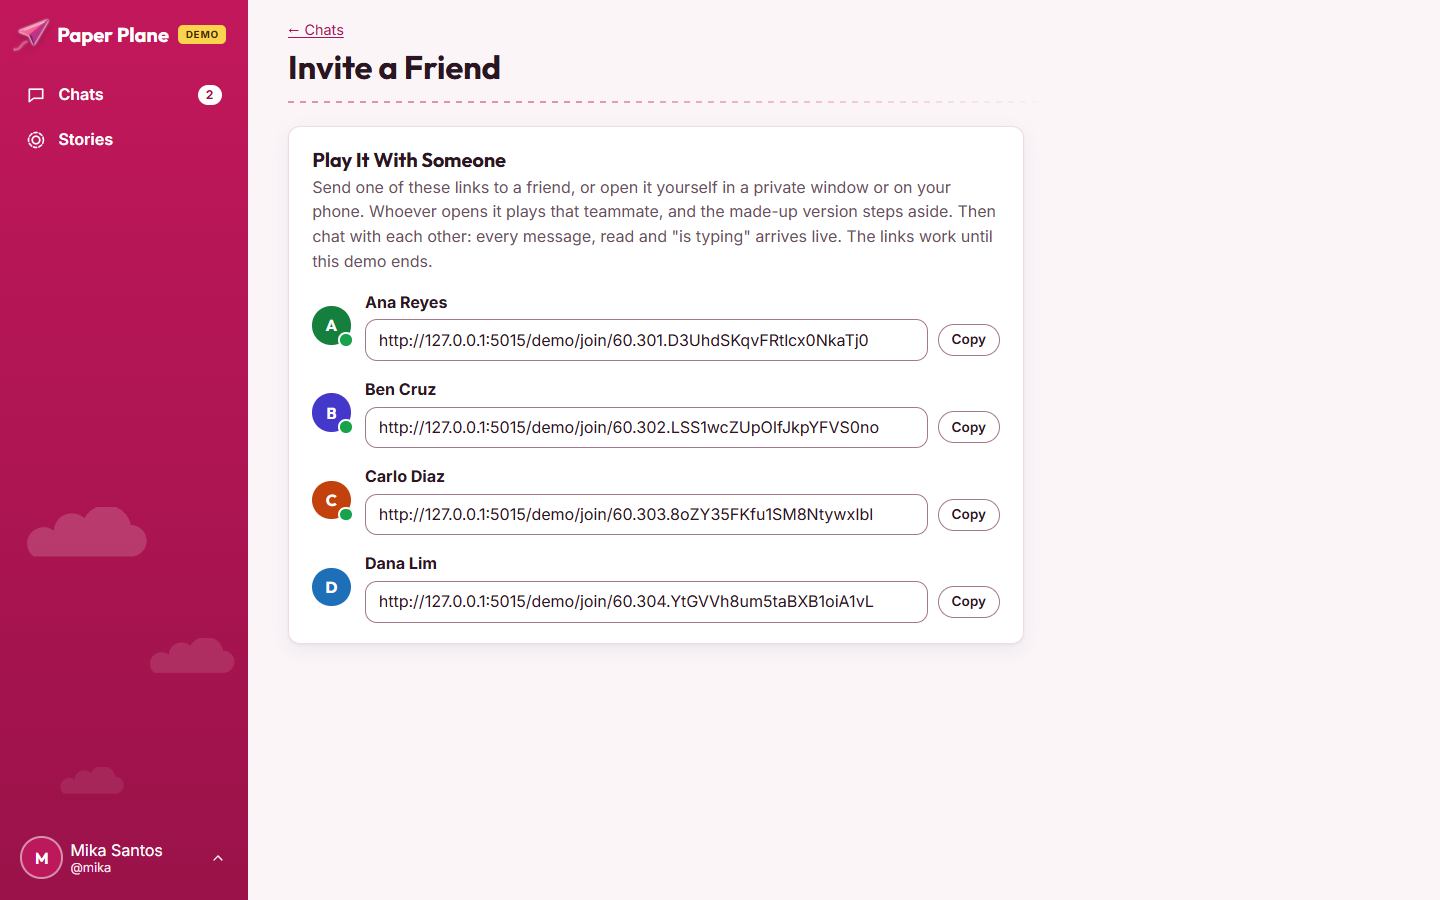 Paper Plane DEMO
Chats 2
Stories
← Chats
Invite a Friend
Play It With Someone
Send one of these links to a friend, or open it yourself in a private window or on your
phone. Whoever opens it plays that teammate, and the made-up version steps aside. Then
chat with each other: every message, read and "is typing" arrives live. The links work until
this demo ends.
Ana Reyes
A
http://127.0.0.1:5015/demo/join/60.301.D3UhdSKqvFRtlcx0NkaTj0
Copy
Ben Cruz
B
http://127.0.0.1:5015/demo/join/60.302.LSS1wcZUpOlfJkpYFVS0no
Copy
Carlo Diaz
C
http://127.0.0.1:5015/demo/join/60.303.8oZY35FKfu1SM8NtywxIbI
Copy
Dana Lim
D
http://127.0.0.1:5015/demo/join/60.304.YtGVVh8um5taBXB1oiA1vL
Copy
M
Mika Santos
@mika